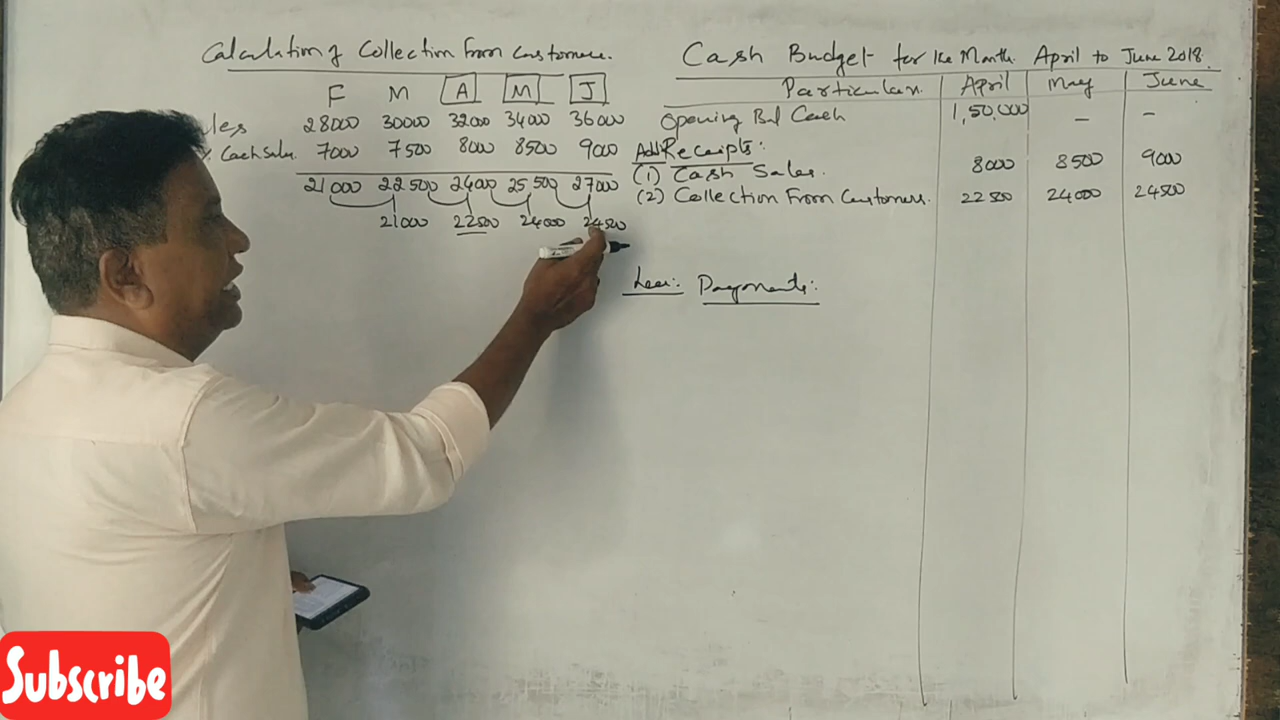 Calculation of Collection From Customers.
F M A M J
les 28000 30000 32000 34000 36000
% Cash Sales. 7000 7500 8000 8500 9000
21000 22500 24000 25500 27000
21000 22500 24000 24500
Cash Budget for the Month April to June 2018.
Particulars. April May June
Opening Bal Cash 1,50,000 – –
Add: Receipts:
(1) Cash Sales. 8000 8500 9000
(2) Collection From Customers. 22500 24000 24500
Less: Payments:
Subscribe